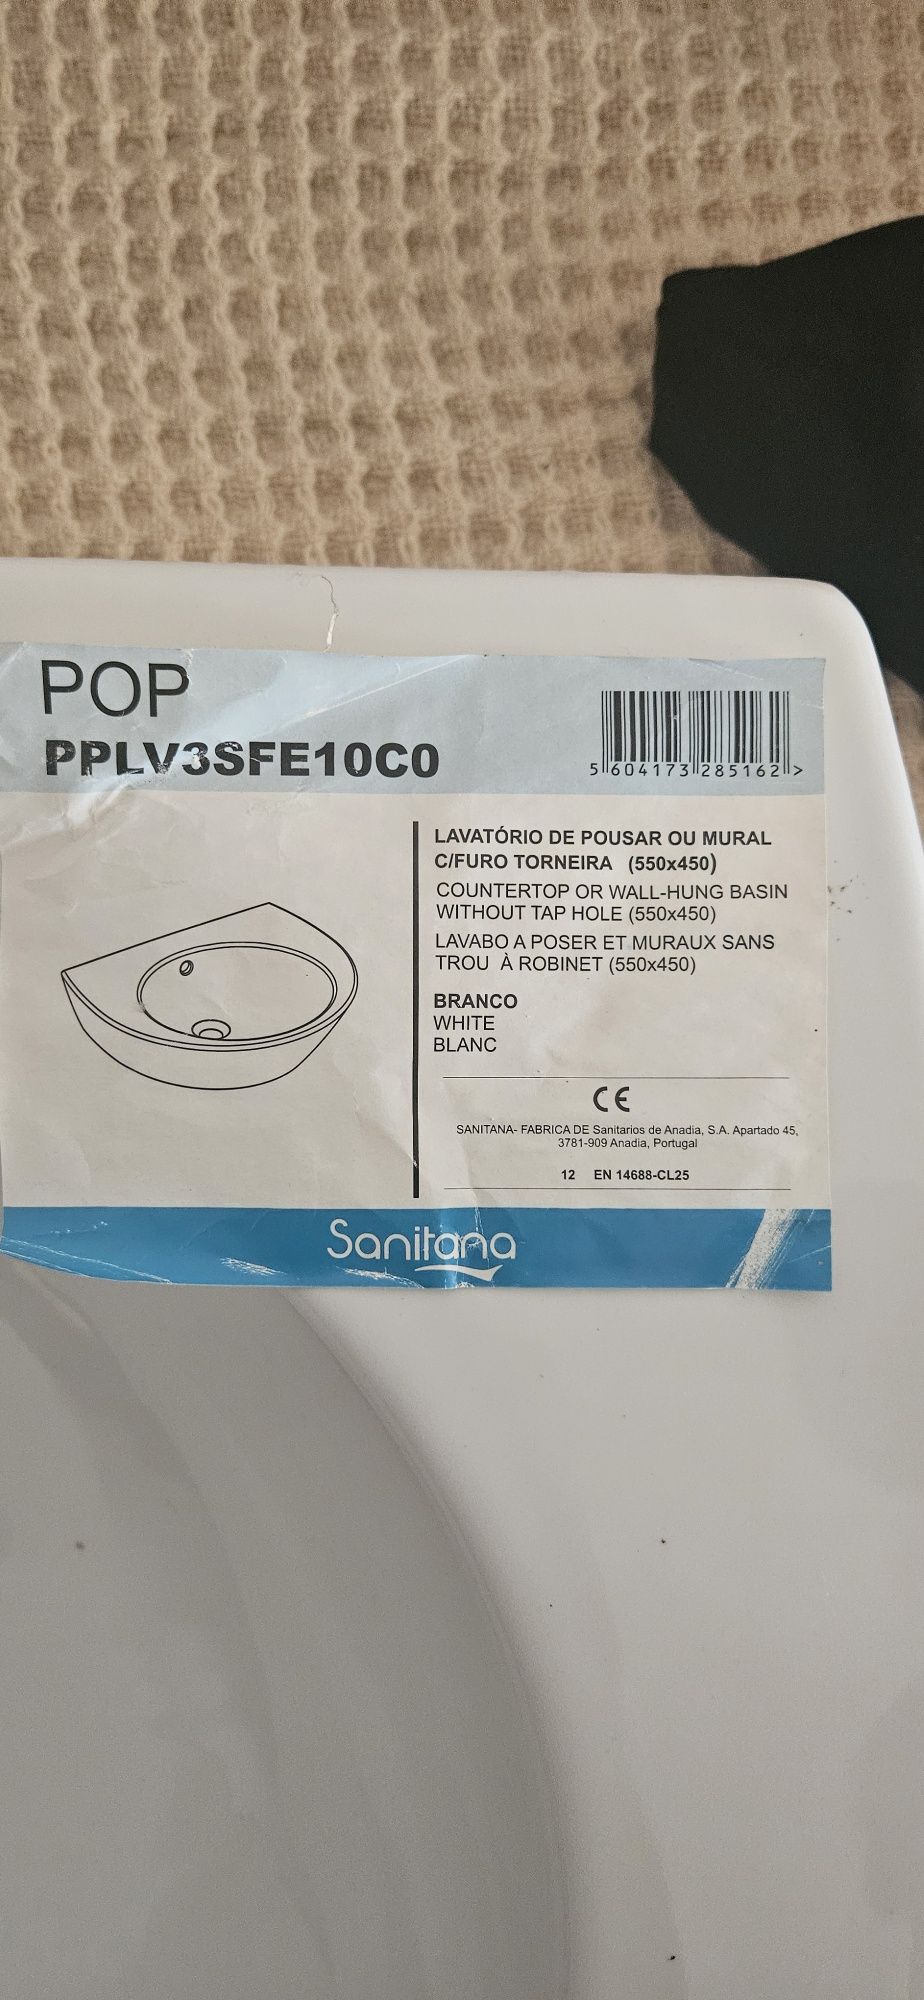 POP
PPLV3SFE10C0
5 604173 285162 >
LAVATÓRIO DE POUSAR OU MURAL
C/FURO TORNEIRA (550x450)
COUNTERTOP OR WALL-HUNG BASIN
WITHOUT TAP HOLE (550x450)
LAVABO A POSER ET MURAUX SANS
TROU À ROBINET (550x450)
BRANCO
WHITE
BLANC
CE
SANITANA- FABRICA DE Sanitarios de Anadia, S.A. Apartado 45,
3781-909 Anadia, Portugal
12 EN 14688-CL25
Sanitana